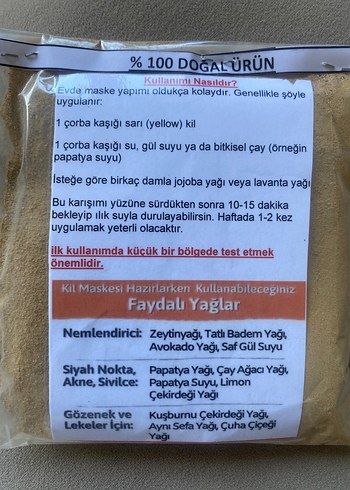 % 100 DOĞAL ÜRÜN
Kullanımı Nasıldır?
Evde maske yapımı oldukça kolaydır. Genellikle şöyle
uygulanır:
1 çorba kaşığı sarı (yellow) kil
1 çorba kaşığı su, gül suyu ya da bitkisel çay (örneğin
papatya suyu)
İsteğe göre birkaç damla jojoba yağı veya lavanta yağı
Bu karışımı yüzüne sürdükten sonra 10-15 dakika
bekleyip ılık suyla durulayabilirsin. Haftada 1-2 kez
uygulamak yeterli olacaktır.
ilk kullanımda küçük bir bölgede test etmek
önemlidir.
Kil Maskesi Hazırlarken Kullanabileceğiniz
Faydalı Yağlar
Nemlendirici: Zeytinyağı, Tatlı Badem Yağı,
Avokado Yağı, Saf Gül Suyu
Siyah Nokta, Papatya Yağı, Çay Ağacı Yağı,
Akne, Sivilce: Papatya Suyu, Limon
Çekirdeği Yağı
Gözenek ve Kuşburnu Çekirdeği Yağı,
Lekeler İçin: Aynı Sefa Yağı, Çuha Çiçeği
Yağı